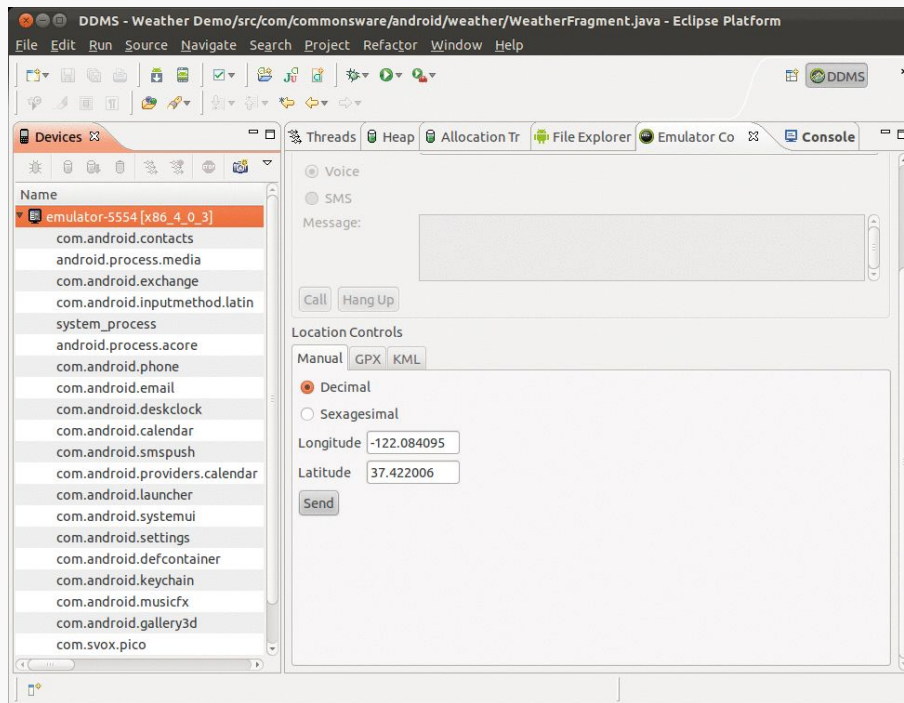 DDMS - Weather Demo/src/com/commonsware/android/weather/WeatherFragment.java - Eclipse Platform
File Edit Run Source Navigate Search Project Refactor Window Help
DDMS
Devices
Threads Heap Allocation Tr File Explorer Emulator Co Console
Name
emulator-5554 [x86_4_0_3]
com.android.contacts
android.process.media
com.android.exchange
com.android.inputmethod.latin
system_process
android.process.acore
com.android.phone
com.android.email
com.android.deskclock
com.android.calendar
com.android.smspush
com.android.providers.calendar
com.android.launcher
com.android.systemui
com.android.settings
com.android.defcontainer
com.android.keychain
com.android.musicfx
com.android.gallery3d
com.svox.pico
Voice
SMS
Message:
Call Hang Up
Location Controls
Manual GPX KML
Decimal
Sexagesimal
Longitude -122.084095
Latitude 37.422006
Send